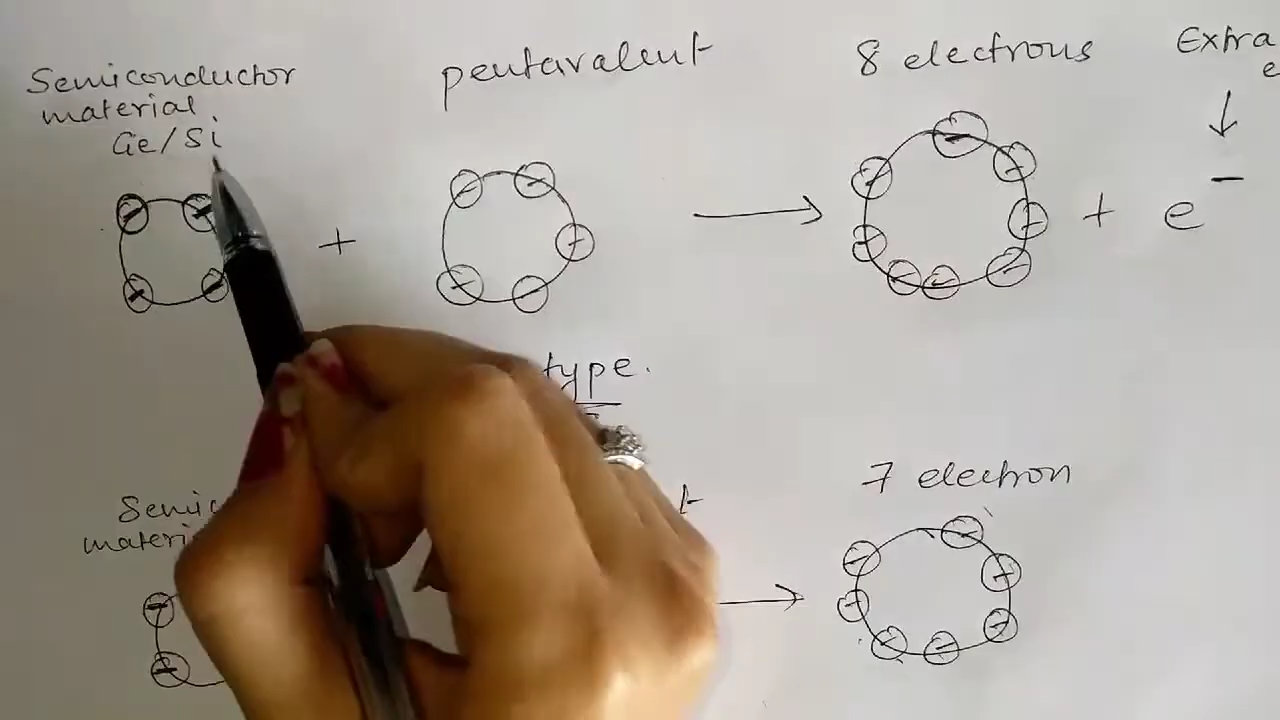 Semiconductor
material
Ge/Si
pentavalent
8 electrons
Extra
e
+
+ e⁻
type.
7 electron